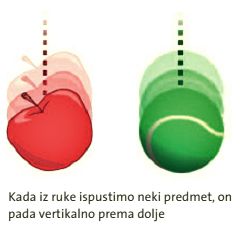 Kada iz ruke ispustimo neki predmet, on
pada vertikalno prema dolje